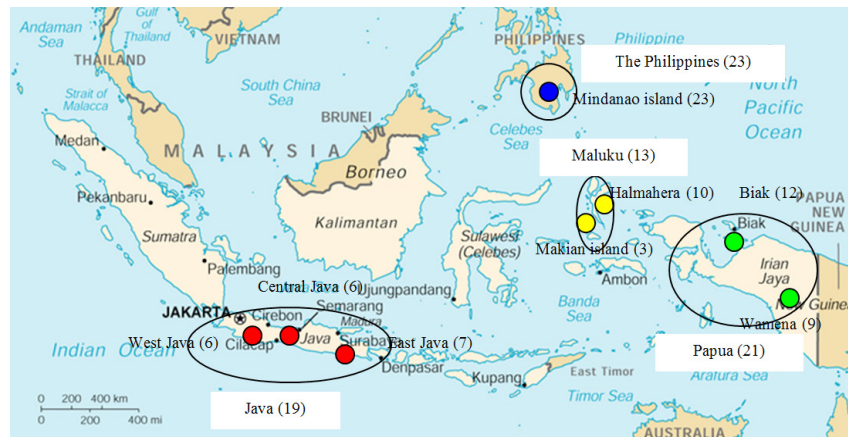 Andaman
Sea
Gulf
of
Thailand
THAILAND
VIETNAM
PHILIPPINES
Philippine
The Philippines (23)
North
Pacific
Ocean
Mindanao island (23)
South China
Sea
Strait of
Malacca
BRUNEI
Celebes
Sea
Medan
MALAYSIA
Maluku (13)
Borneo
Halmahera (10)
Biak (12)
PAPUA
NEW
GUINEA
Pekanbaru
Kalimantan
Biak
Sumatra
Sulawesi
(Celebes)
Makian island (3)
Irian
Jaya
Palembang
Ambon
Central Java (6)
Ujungpandang
Semarang
Banda
Sea
New Guinea
JAKARTA
Cirebon
Madura
Wamena (9)
West Java (6)
Cilacap
Java
Surabaya
East Java (7)
Indian Ocean
Denpasar
Papua (21)
East Timor
Arafura Sea
Kupang
Timor Sea
0 200 400 km
0 200 400 mi
Java (19)
AUSTRALIA